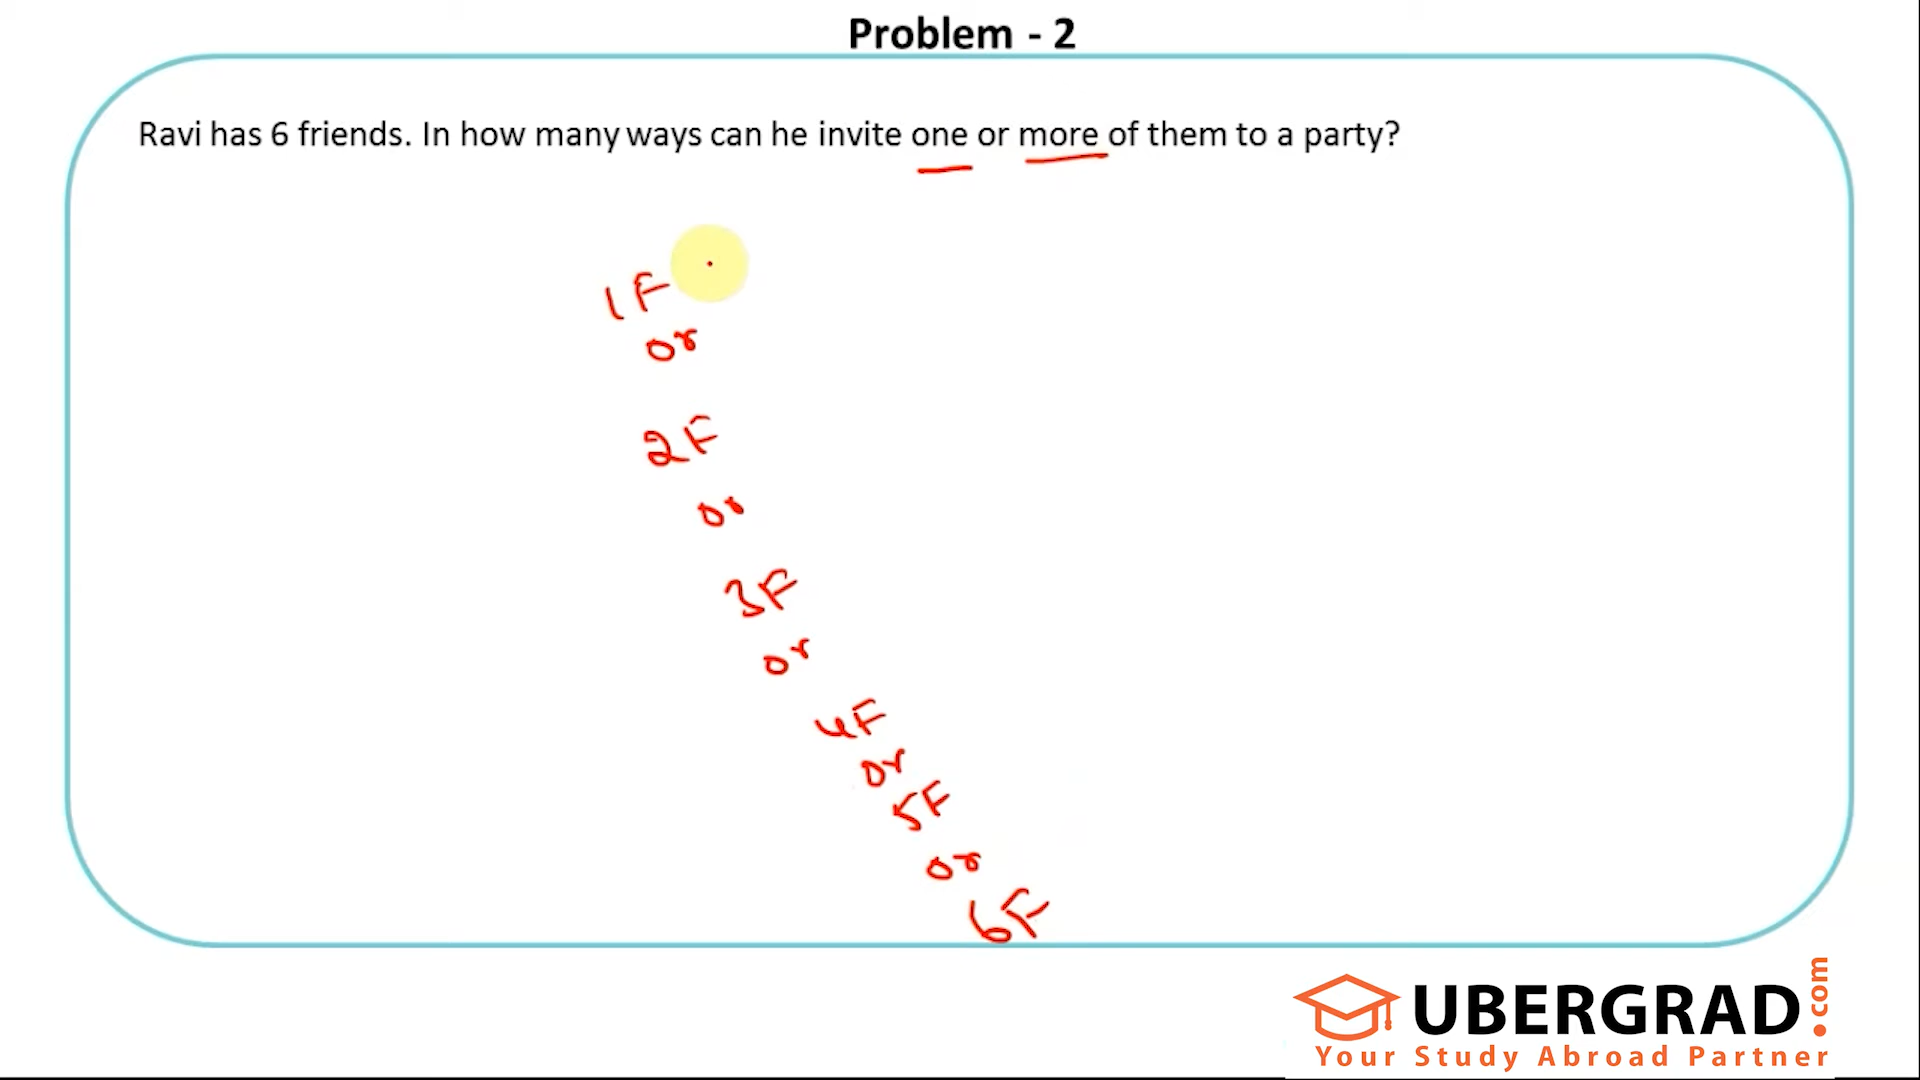 Problem - 2
Ravi has 6 friends. In how many ways can he invite one or more of them to a party?
1F
or
2F
or
3F
or
4F
or
5F
or
6F
UBERGRAD.com
Your Study Abroad Partner